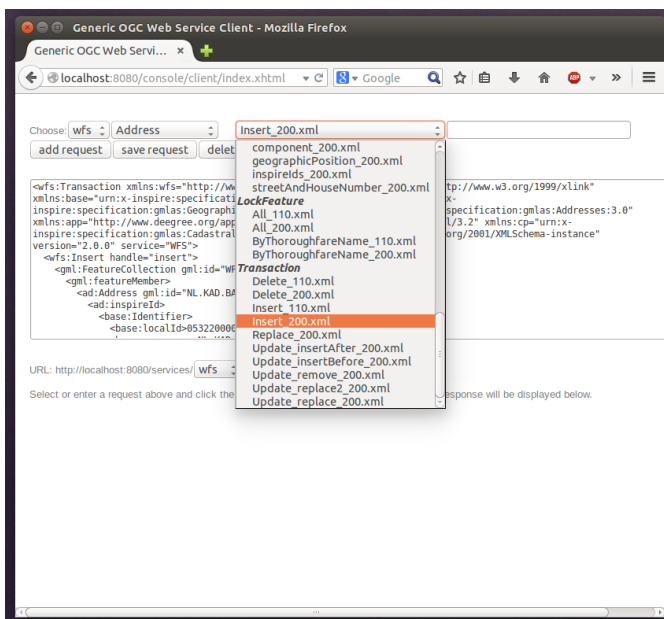 Generic OGC Web Service Client - Mozilla Firefox
Generic OGC Web Servi...
localhost:8080/console/client/index.xhtml
Google
ABP
Choose: wfs Address Insert_200.xml
add request save request delet
component_200.xml
geographicPosition_200.xml
inspireIds_200.xml
streetAndHouseNumber_200.xml
LockFeature
All_110.xml
All_200.xml
ByThoroughfareName_110.xml
ByThoroughfareName_200.xml
Transaction
Delete_110.xml
Delete_200.xml
Insert_110.xml
Insert_200.xml
Replace_200.xml
Update_insertAfter_200.xml
Update_insertBefore_200.xml
Update_remove_200.xml
Update_replace2_200.xml
Update_replace_200.xml
<wfs:Transaction xmlns:wfs="http://ww tp://www.w3.org/1999/xlink"
xmlns:base="urn:x-inspire:specificati x-
inspire:specification:gmlas:Geographi specification:gmlas:Addresses:3.0"
xmlns:app="http://www.deegree.org/app l/3.2" xmlns:cp="urn:x-
inspire:specification:gmlas:Cadastral org/2001/XMLSchema-instance"
version="2.0.0" service="WFS">
<wfs:Insert handle="insert">
<gml:FeatureCollection gml:id="WF
<gml:featureMember>
<ad:Address gml:id="NL.KAD.BA
<ad:inspireId>
<base:Identifier>
<base:localId>0532200000
URL: http://localhost:8080/services/ wfs
Select or enter a request above and click the esponse will be displayed below.